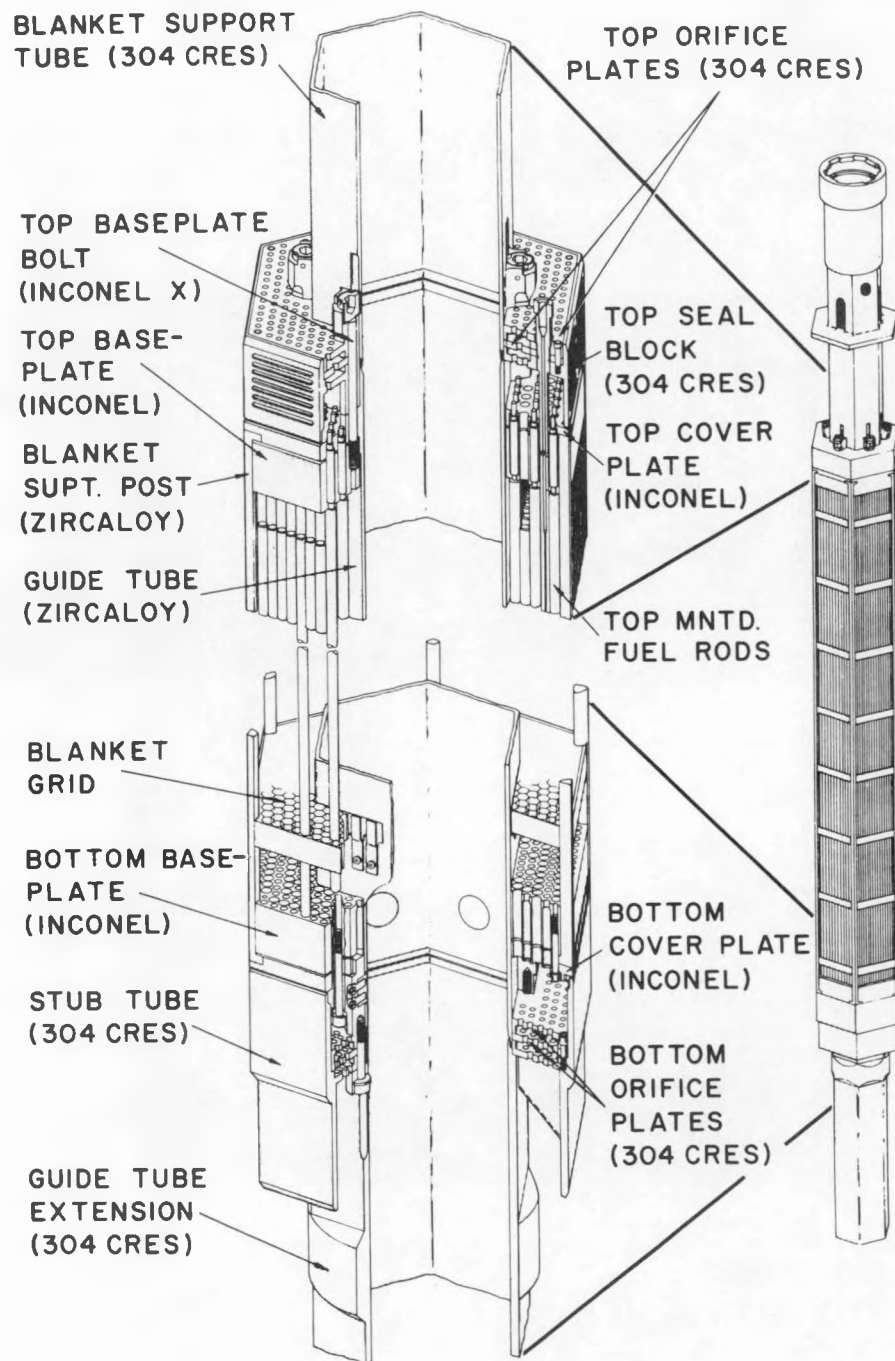 BLANKET SUPPORT
TUBE (304 CRES)
TOP ORIFICE
PLATES (304 CRES)
TOP BASEPLATE
BOLT
(INCONEL X)
TOP BASE-
PLATE
(INCONEL)
BLANKET
SUPT. POST
(ZIRCALOY)
GUIDE TUBE
(ZIRCALOY)
TOP SEAL
BLOCK
(304 CRES)
TOP COVER
PLATE
(INCONEL)
TOP MNTD.
FUEL RODS
BLANKET
GRID
BOTTOM BASE-
PLATE
(INCONEL)
STUB TUBE
(304 CRES)
GUIDE TUBE
EXTENSION
(304 CRES)
BOTTOM
COVER PLATE
(INCONEL)
BOTTOM
ORIFICE
PLATES
(304 CRES)